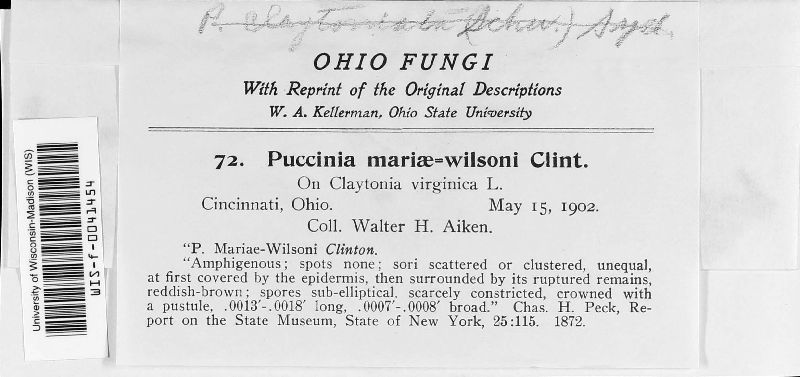 P. Claytoniata (Schw.) Syd.
OHIO FUNGI
With Reprint of the Original Descriptions
W. A. Kellerman, Ohio State University
72. Puccinia mariæ=wilsoni Clint.
On Claytonia virginica L.
Cincinnati, Ohio. May 15, 1902.
Coll. Walter H. Aiken.
"P. Mariae-Wilsoni Clinton.
"Amphigenous; spots none; sori scattered or clustered, unequal,
at first covered by the epidermis, then surrounded by its ruptured remains,
reddish-brown; spores sub-elliptical, scarcely constricted, crowned with
a pustule, .0013′-.0018′ long, .0007′-.0008′ broad." Chas. H. Peck, Re-
port on the State Museum, State of New York, 25:115. 1872.
University of Wisconsin-Madison (WIS)
WIS-f-0041454